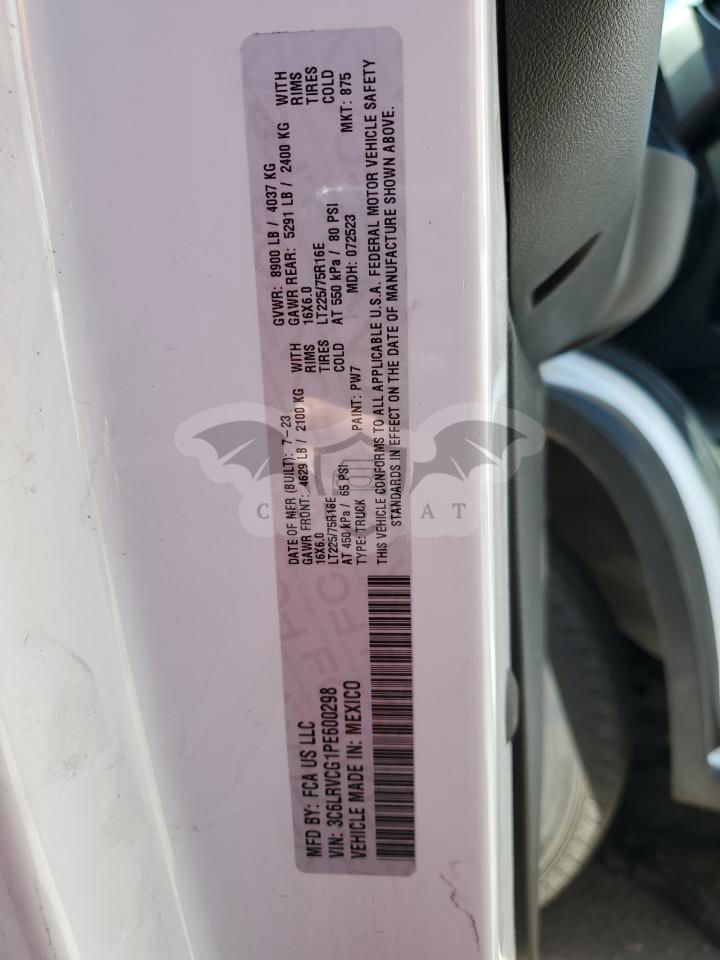 MFD BY: FCA US LLC
VIN: 3C6LRVCG1PE600298
VEHICLE MADE IN: MEXICO
DATE OF MFR (BUILT): 7-23
GAWR FRONT: 4629 LB / 2100 KG WITH
16X6.0 RIMS
LT225/75R16E TIRES
AT 450 kPa / 65 PSI COLD
TYPE: TRUCK PAINT: PW7
GVWR: 8900 LB / 4037 KG
GAWR REAR: 5291 LB / 2400 KG WITH
16X6.0 RIMS
LT225/75R16E TIRES
AT 550 kPa / 80 PSI COLD
MDH: 072523 MKT: 875
THIS VEHICLE CONFORMS TO ALL APPLICABLE U.S.A. FEDERAL MOTOR VEHICLE SAFETY
STANDARDS IN EFFECT ON THE DATE OF MANUFACTURE SHOWN ABOVE.